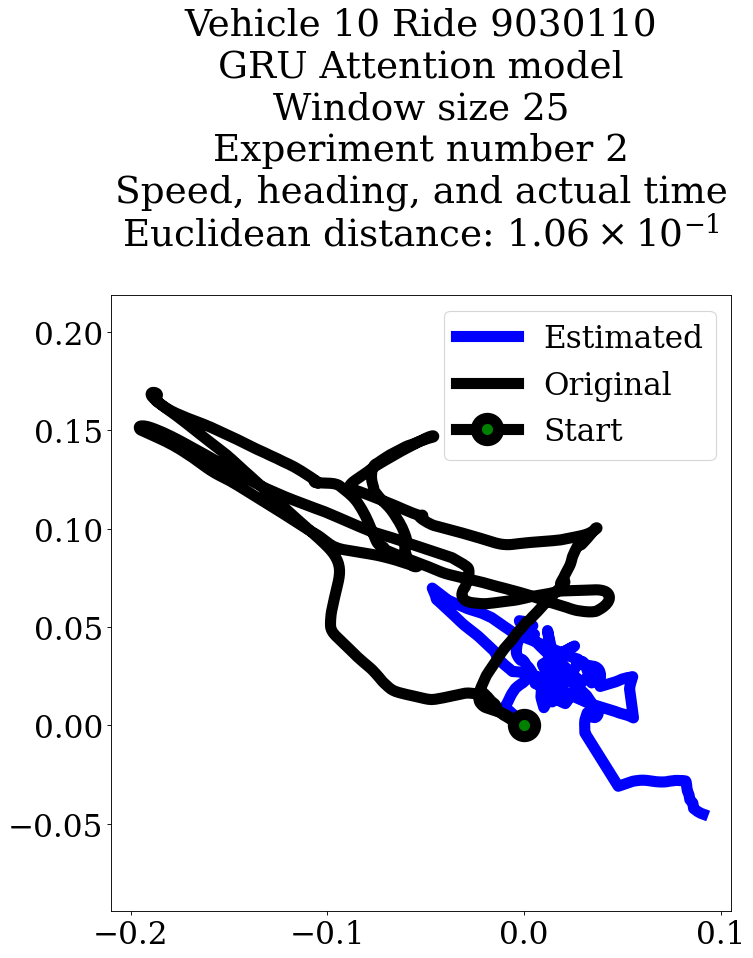 Vehicle 10 Ride 9030110
GRU Attention model
Window size 25
Experiment number 2
Speed, heading, and actual time
Euclidean distance: 1.06 × 10⁻¹
Estimated
Original
Start
0.20
0.15
0.10
0.05
0.00
−0.05
−0.2 −0.1 0.0 0.1